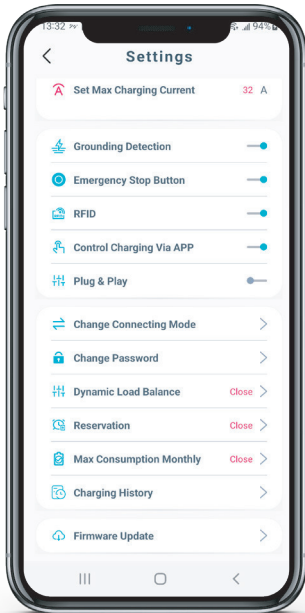 13:32
94%
Settings
Set Max Charging Current 32 A
Grounding Detection
Emergency Stop Button
RFID
Control Charging Via APP
Plug & Play
Change Connecting Mode
Change Password
Dynamic Load Balance Close
Reservation Close
Max Consumption Monthly Close
Charging History
Firmware Update